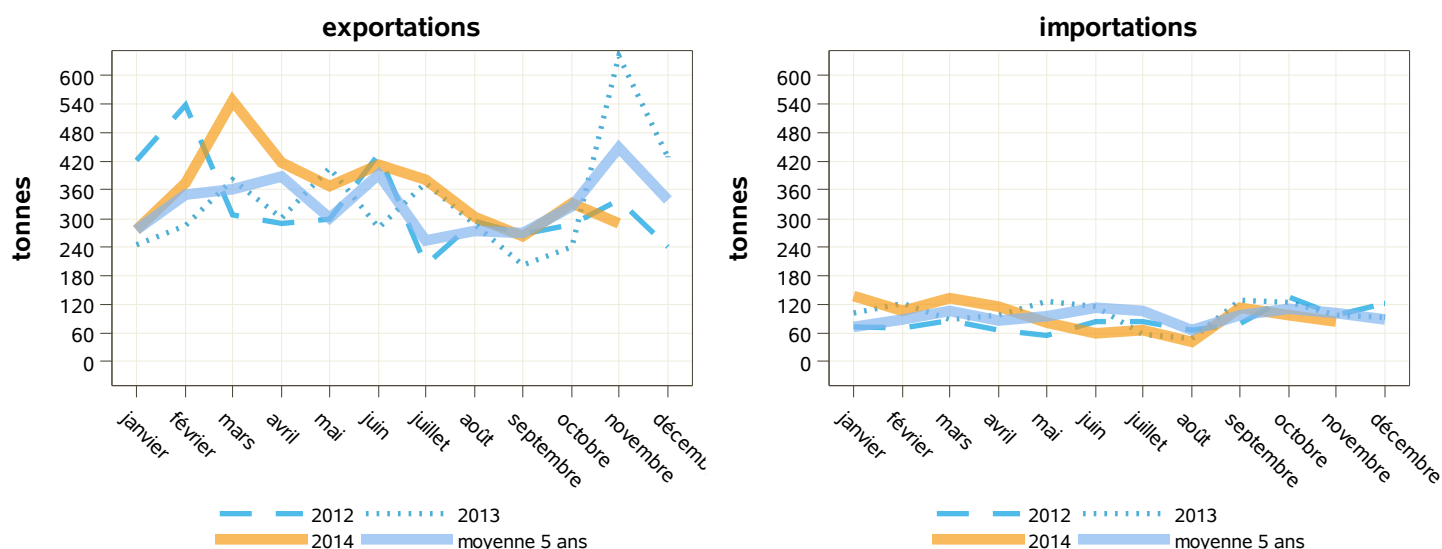 exportations
tonnes
600
540
480
420
360
300
240
180
120
60
0
janvier
février
mars
avril
mai
juin
juillet
août
septembre
octobre
novembre
décemb
2012
2013
2014
moyenne 5 ans
importations
tonnes
600
540
480
420
360
300
240
180
120
60
0
janvier
février
mars
avril
mai
juin
juillet
août
septembre
octobre
novembre
décembre
2012
2013
2014
moyenne 5 ans